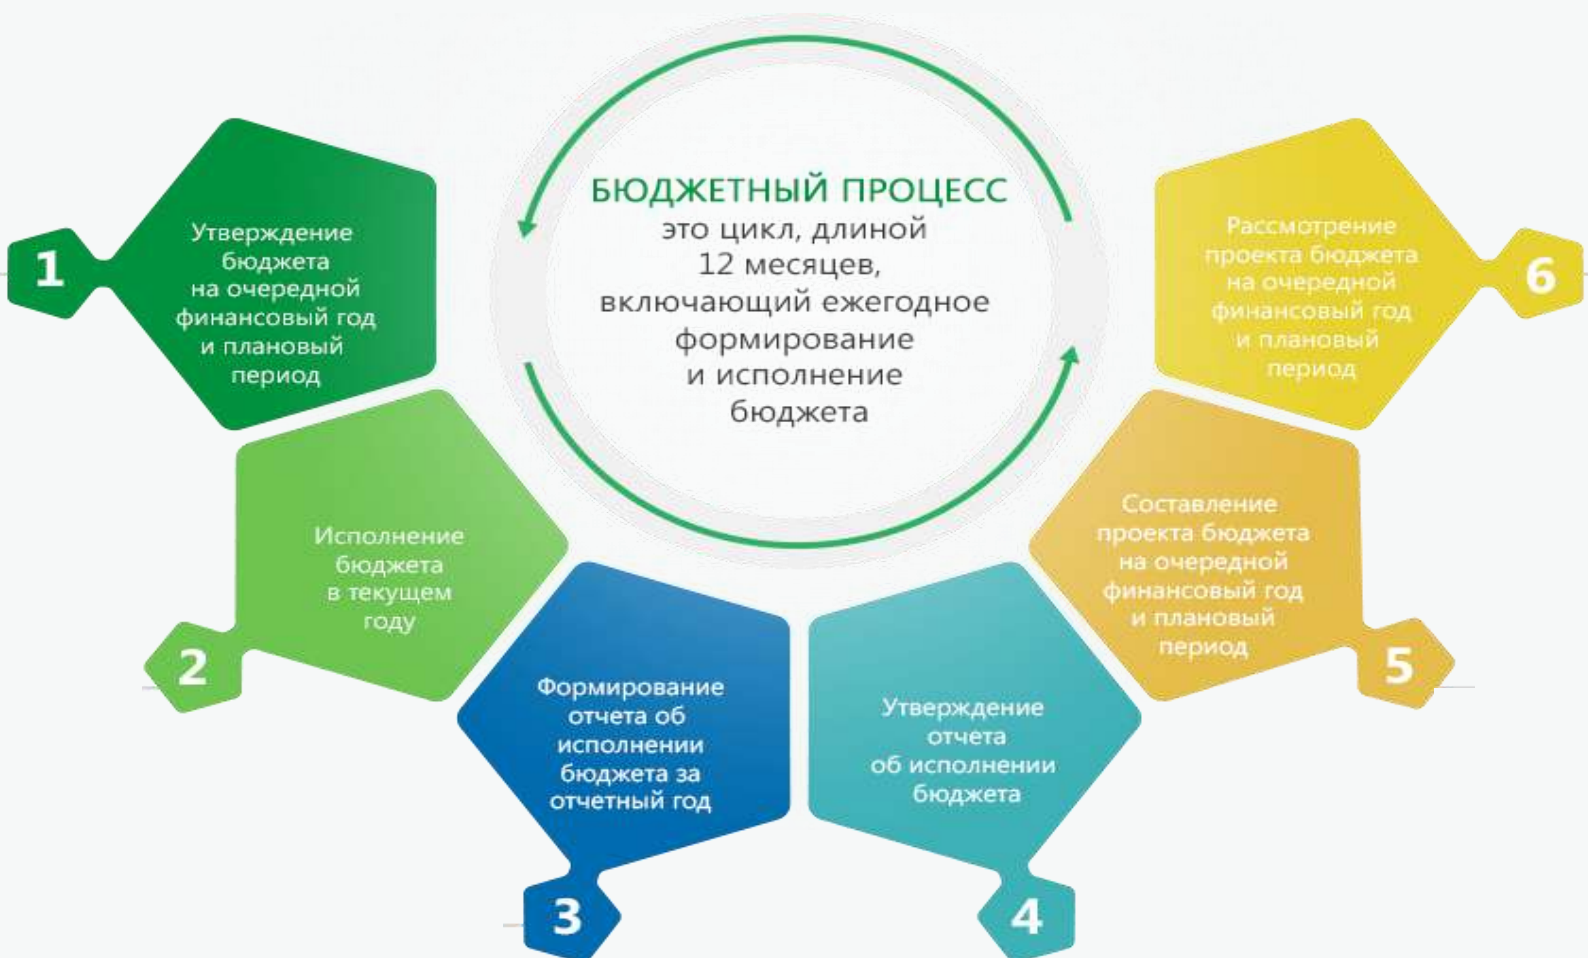 БЮДЖЕТНЫЙ ПРОЦЕСС
это цикл, длиной
12 месяцев,
включающий ежегодное
формирование
и исполнение
бюджета
1
Утверждение
бюджета
на очередной
финансовый год
и плановый
период
2
Исполнение
бюджета
в текущем
году
3
Формирование
отчета об
исполнении
бюджета за
отчетный год
4
Утверждение
отчета
об исполнении
бюджета
5
Составление
проекта бюджета
на очередной
финансовый год
и плановый
период
6
Рассмотрение
проекта бюджета
на очередной
финансовый год
и плановый
период